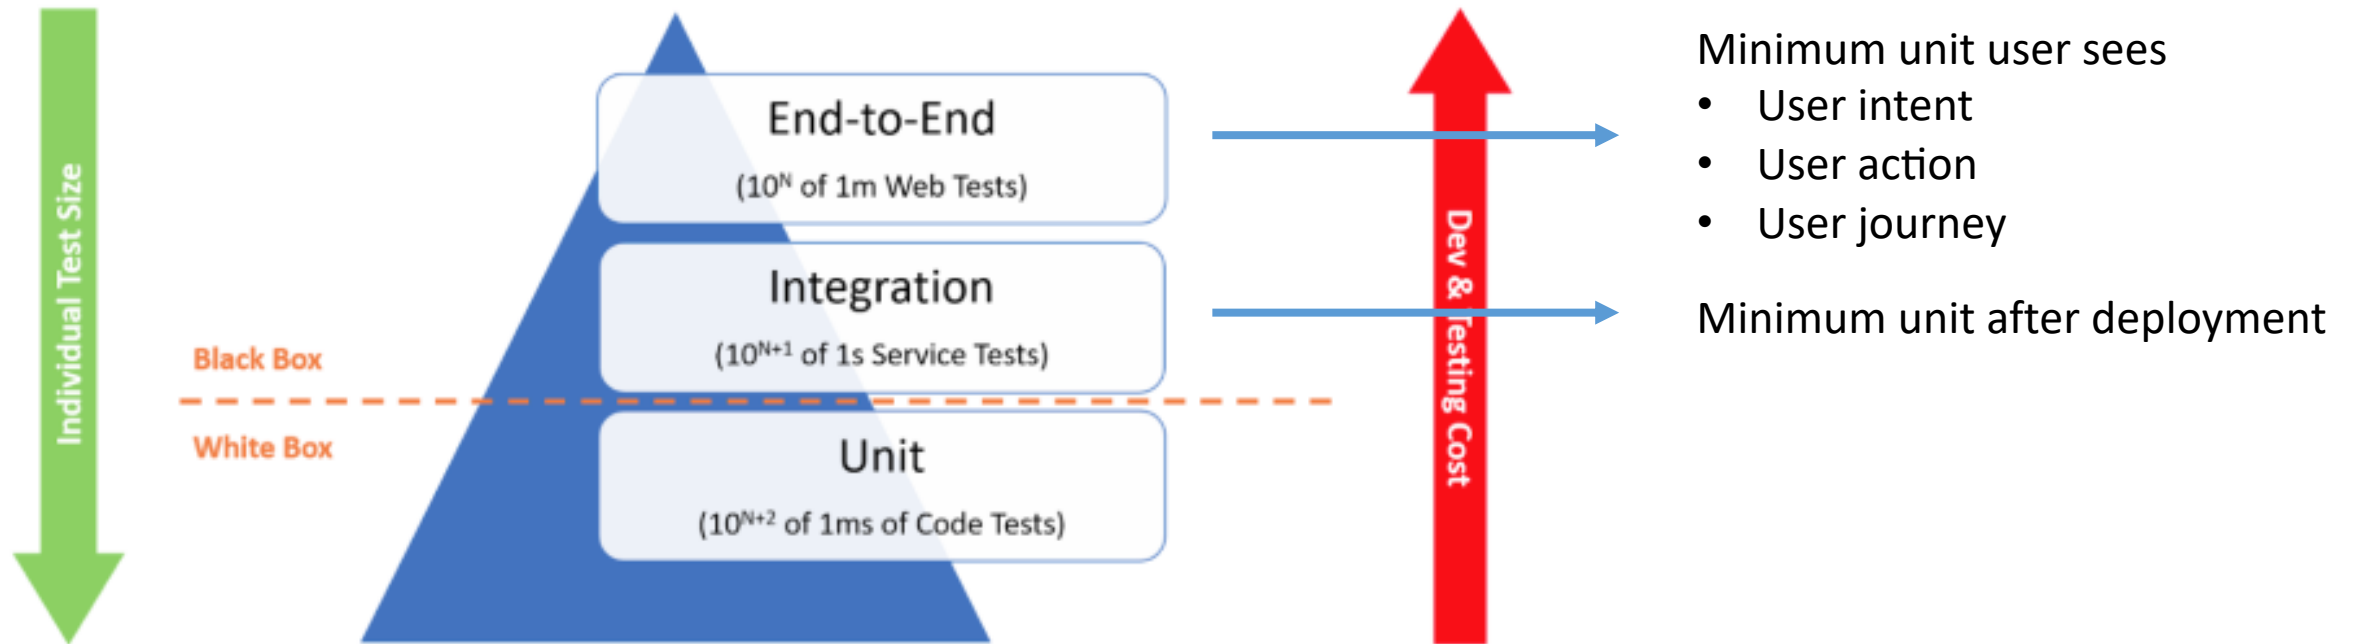 Individual Test Size
End-to-End
(10ᴺ of 1m Web Tests)
Integration
(10ᴺ⁺¹ of 1s Service Tests)
Black Box
White Box
Unit
(10ᴺ⁺² of 1ms of Code Tests)
Dev & Testing Cost
Minimum unit user sees
• User intent
• User action
• User journey
Minimum unit after deployment